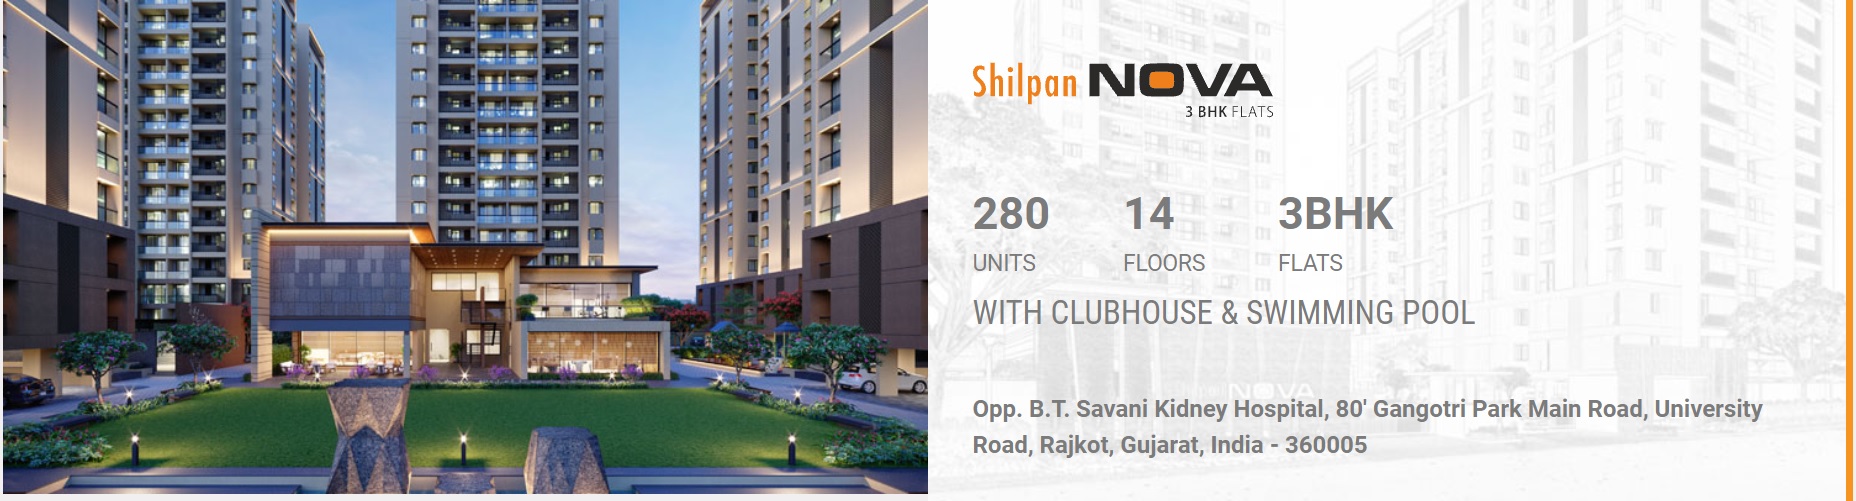 Shilpan NOVA
3 BHK FLATS
280 14 3BHK
UNITS FLOORS FLATS
WITH CLUBHOUSE & SWIMMING POOL
NOVA
Opp. B.T. Savani Kidney Hospital, 80' Gangotri Park Main Road, University
Road, Rajkot, Gujarat, India - 360005